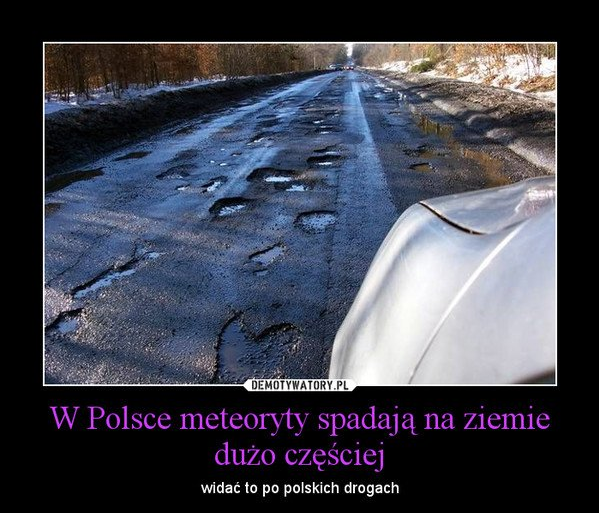 DEMOTYWATORY.PL
W Polsce meteoryty spadają na ziemie
dużo częściej
widać to po polskich drogach